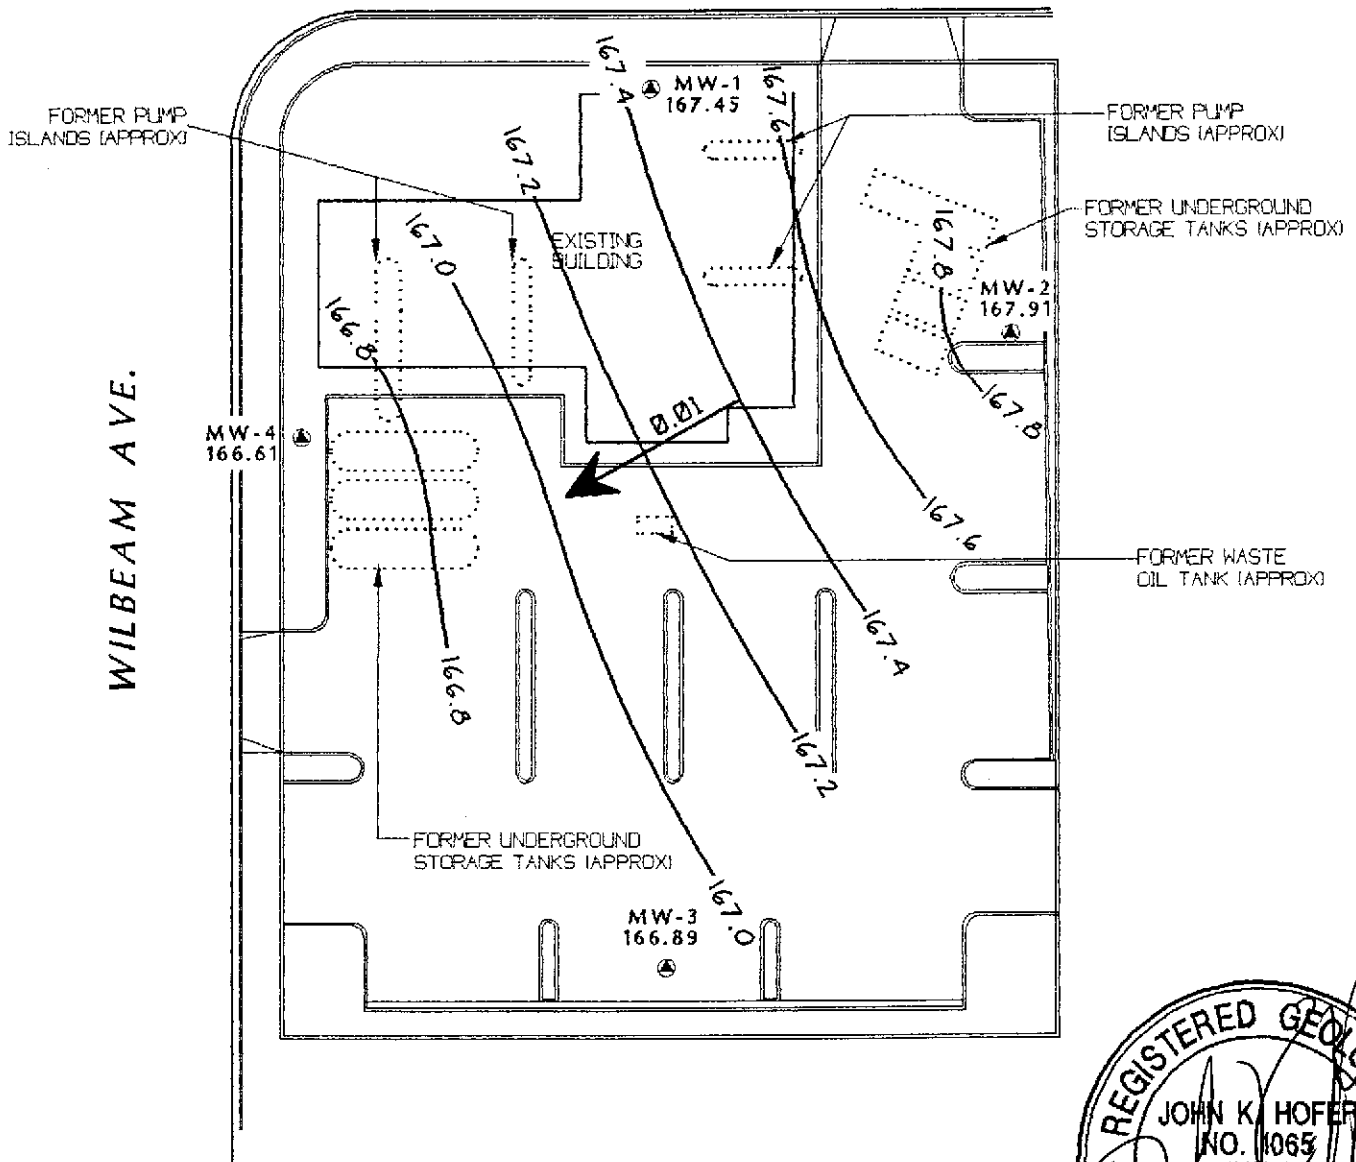 167.4
MW-1
167.45
167.6
FORMER PUMP
ISLANDS (APPROX)
FORMER PUMP
ISLANDS (APPROX)
167.2
167.0
EXISTING
BUILDING
FORMER UNDERGROUND
STORAGE TANKS (APPROX)
167.8
MW-2
167.91
166.8
WILBEAM AVE.
MW-4
166.61
0.01
167.8
167.6
FORMER WASTE
OIL TANK (APPROX)
167.4
166.8
167.2
FORMER UNDERGROUND
STORAGE TANKS (APPROX)
167.0
MW-3
166.89
REGISTERED
JOHN K. HOFER
NO. 1065